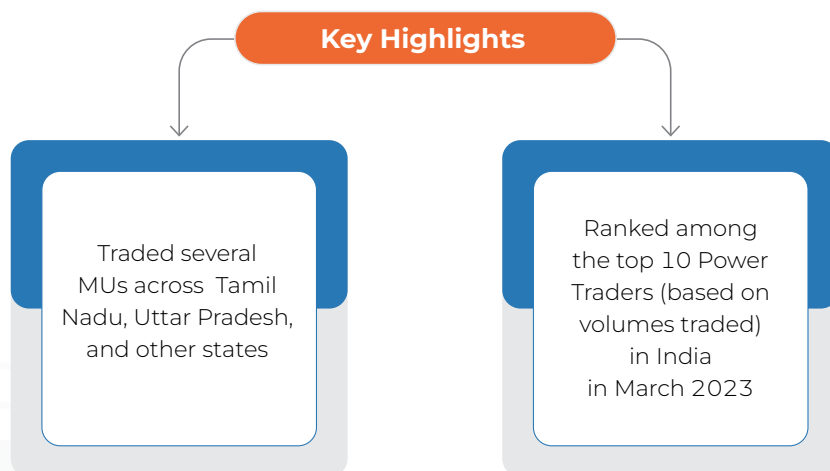 Key Highlights
Traded several
MUs across Tamil
Nadu, Uttar Pradesh,
and other states
Ranked among
the top 10 Power
Traders (based on
volumes traded)
in India
in March 2023